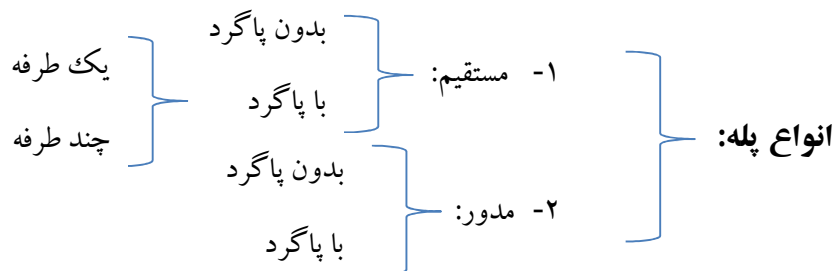 انواع پله:
۱- مستقیم:
بدون پاگرد
با پاگرد
یک طرفه
چند طرفه
۲- مدور:
بدون پاگرد
با پاگرد